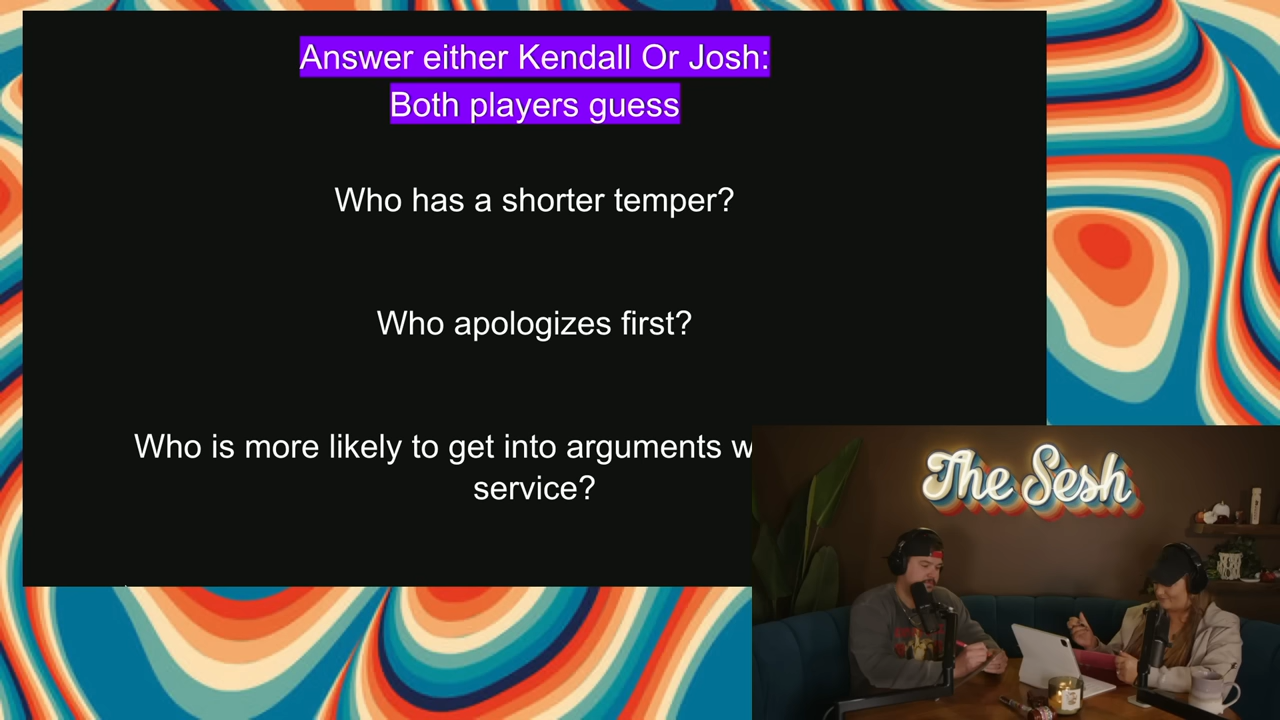 Answer either Kendall Or Josh:
Both players guess
Who has a shorter temper?
Who apologizes first?
Who is more likely to get into arguments w
service?
The Sesh